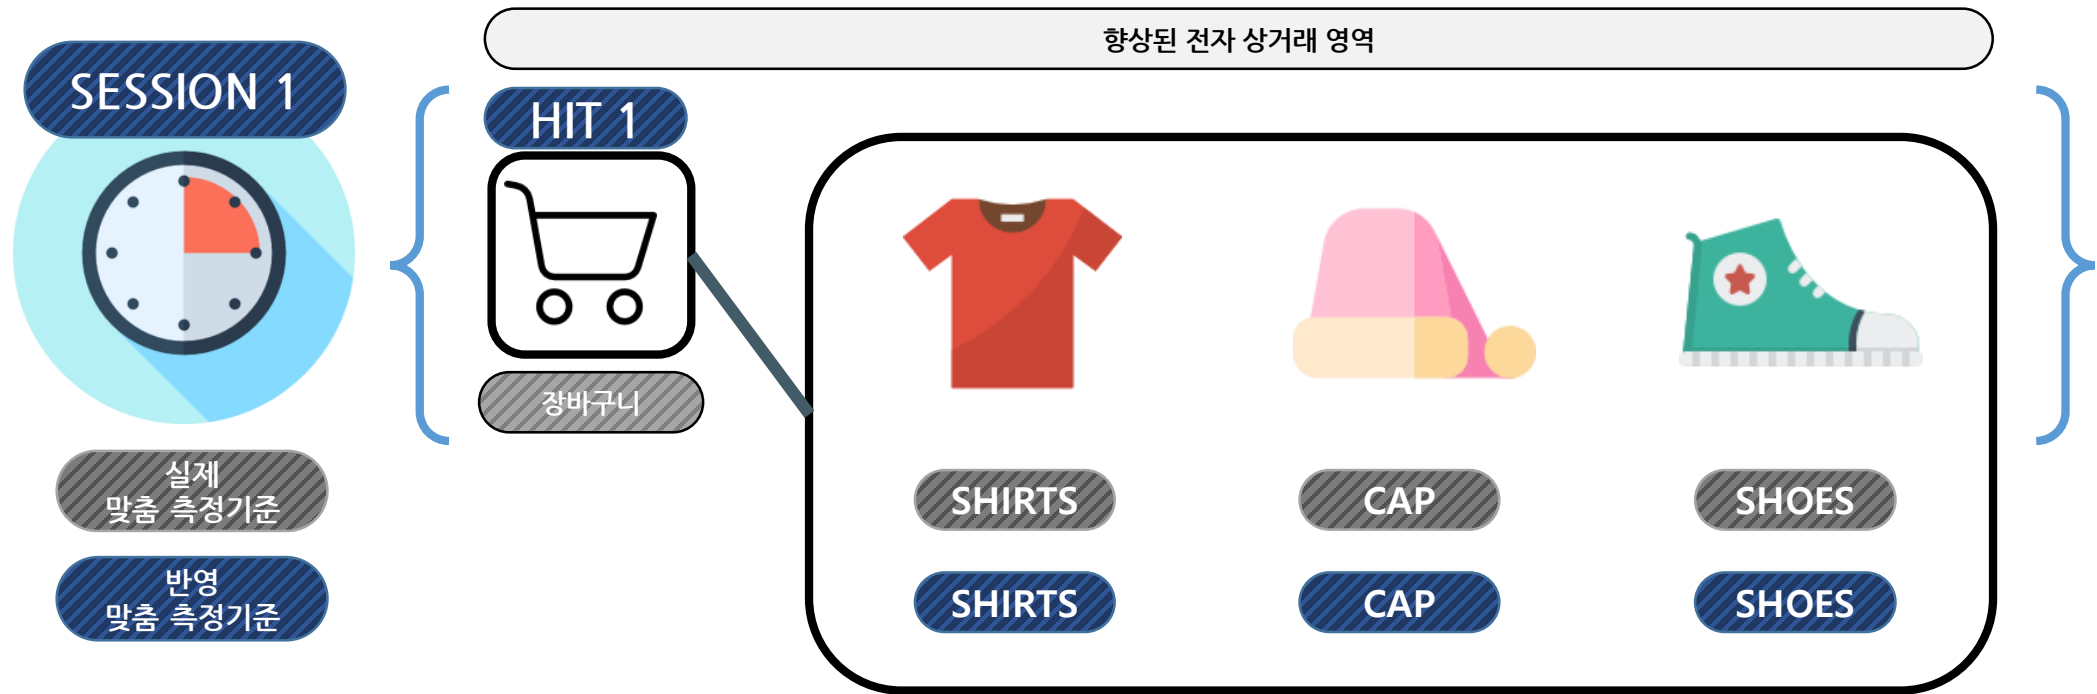 향상된 전자 상거래 영역
SESSION 1
HIT 1
장바구니
실제
맞춤 측정기준
SHIRTS
CAP
SHOES
반영
맞춤 측정기준
SHIRTS
CAP
SHOES